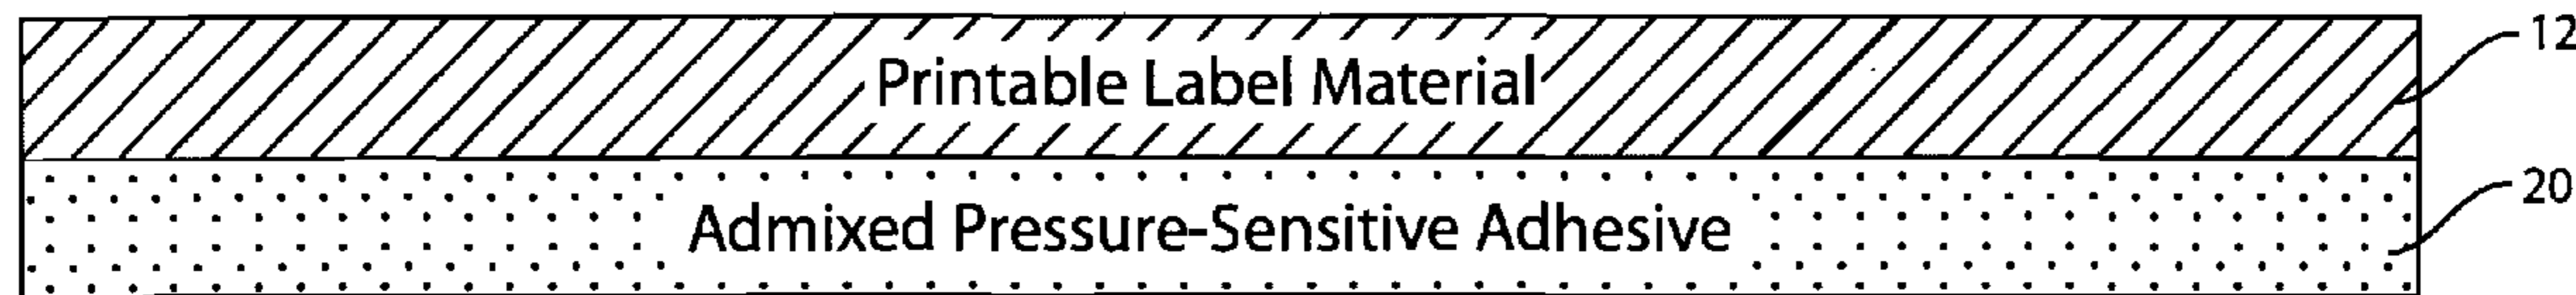 Printable Label Material
12
Admixed Pressure-Sensitive Adhesive
20